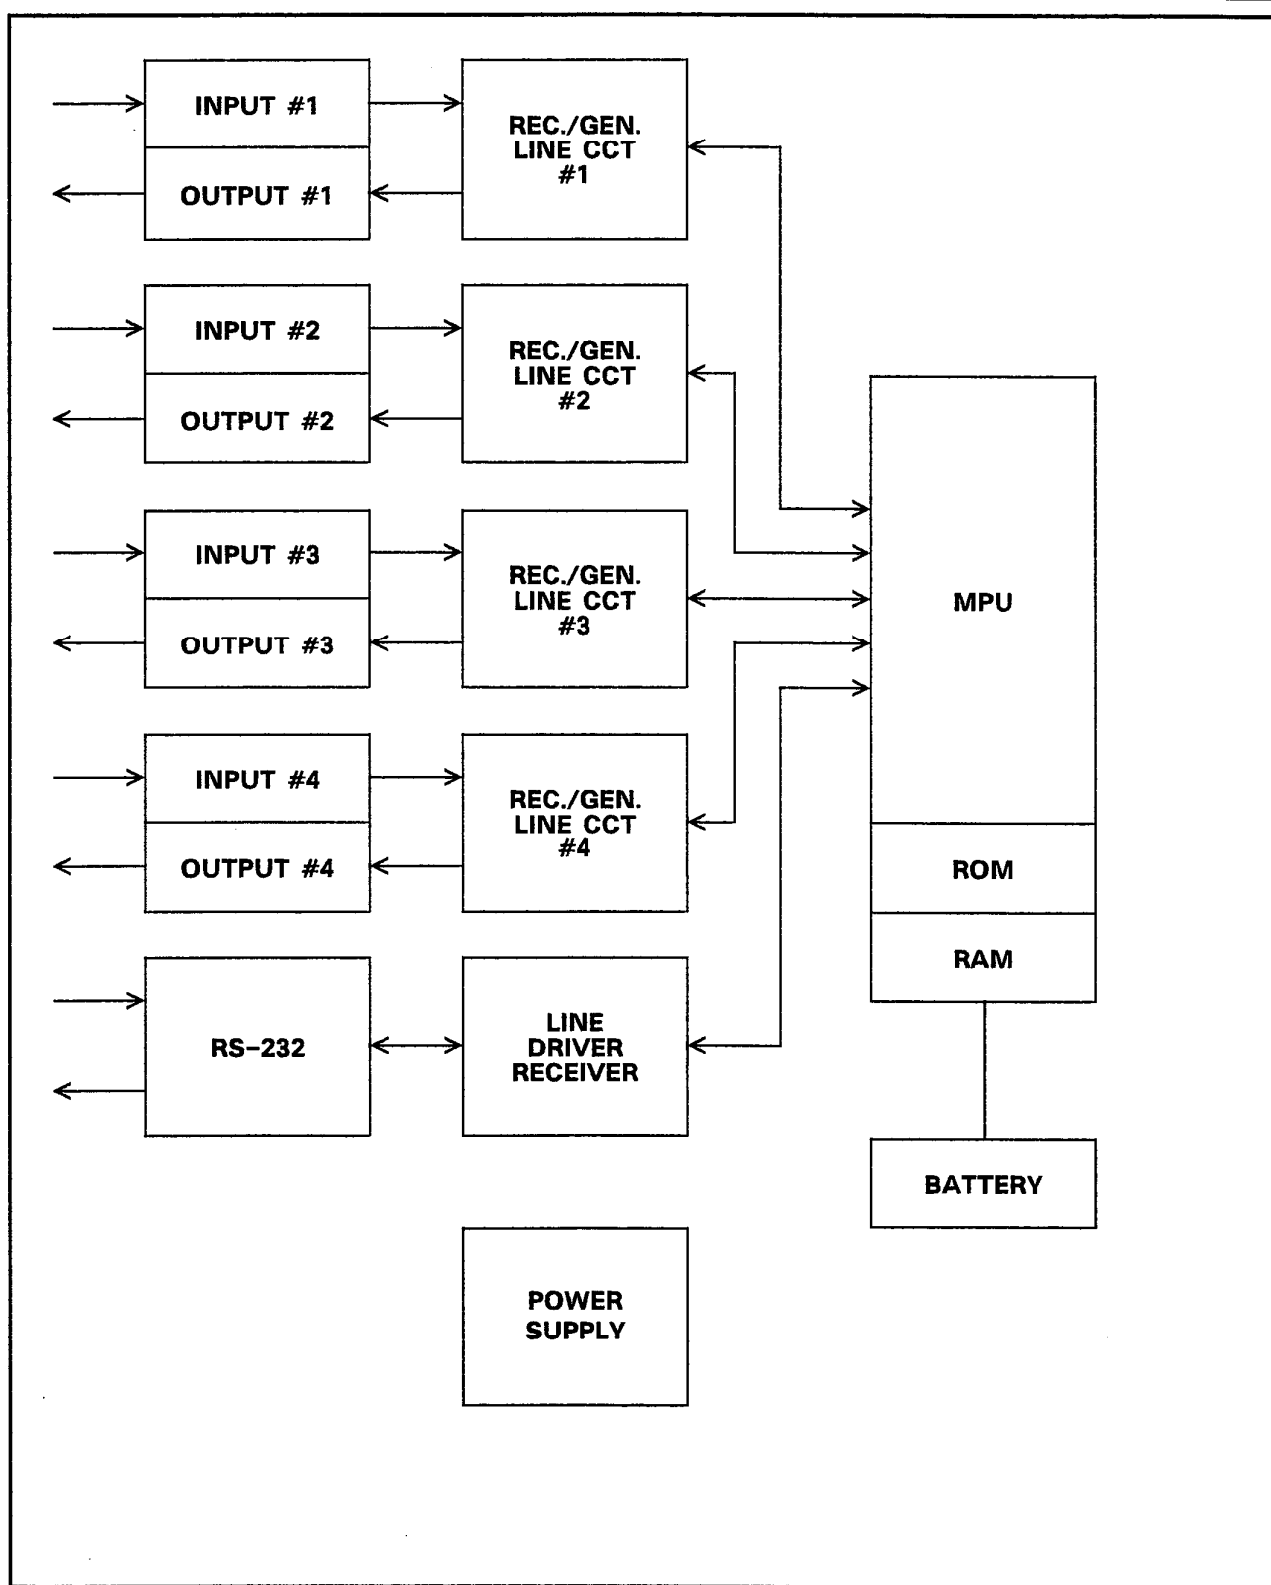 INPUT #1
OUTPUT #1
REC./GEN.
LINE CCT
#1
INPUT #2
OUTPUT #2
REC./GEN.
LINE CCT
#2
INPUT #3
OUTPUT #3
REC./GEN.
LINE CCT
#3
INPUT #4
OUTPUT #4
REC./GEN.
LINE CCT
#4
RS-232
LINE
DRIVER
RECEIVER
MPU
ROM
RAM
BATTERY
POWER
SUPPLY